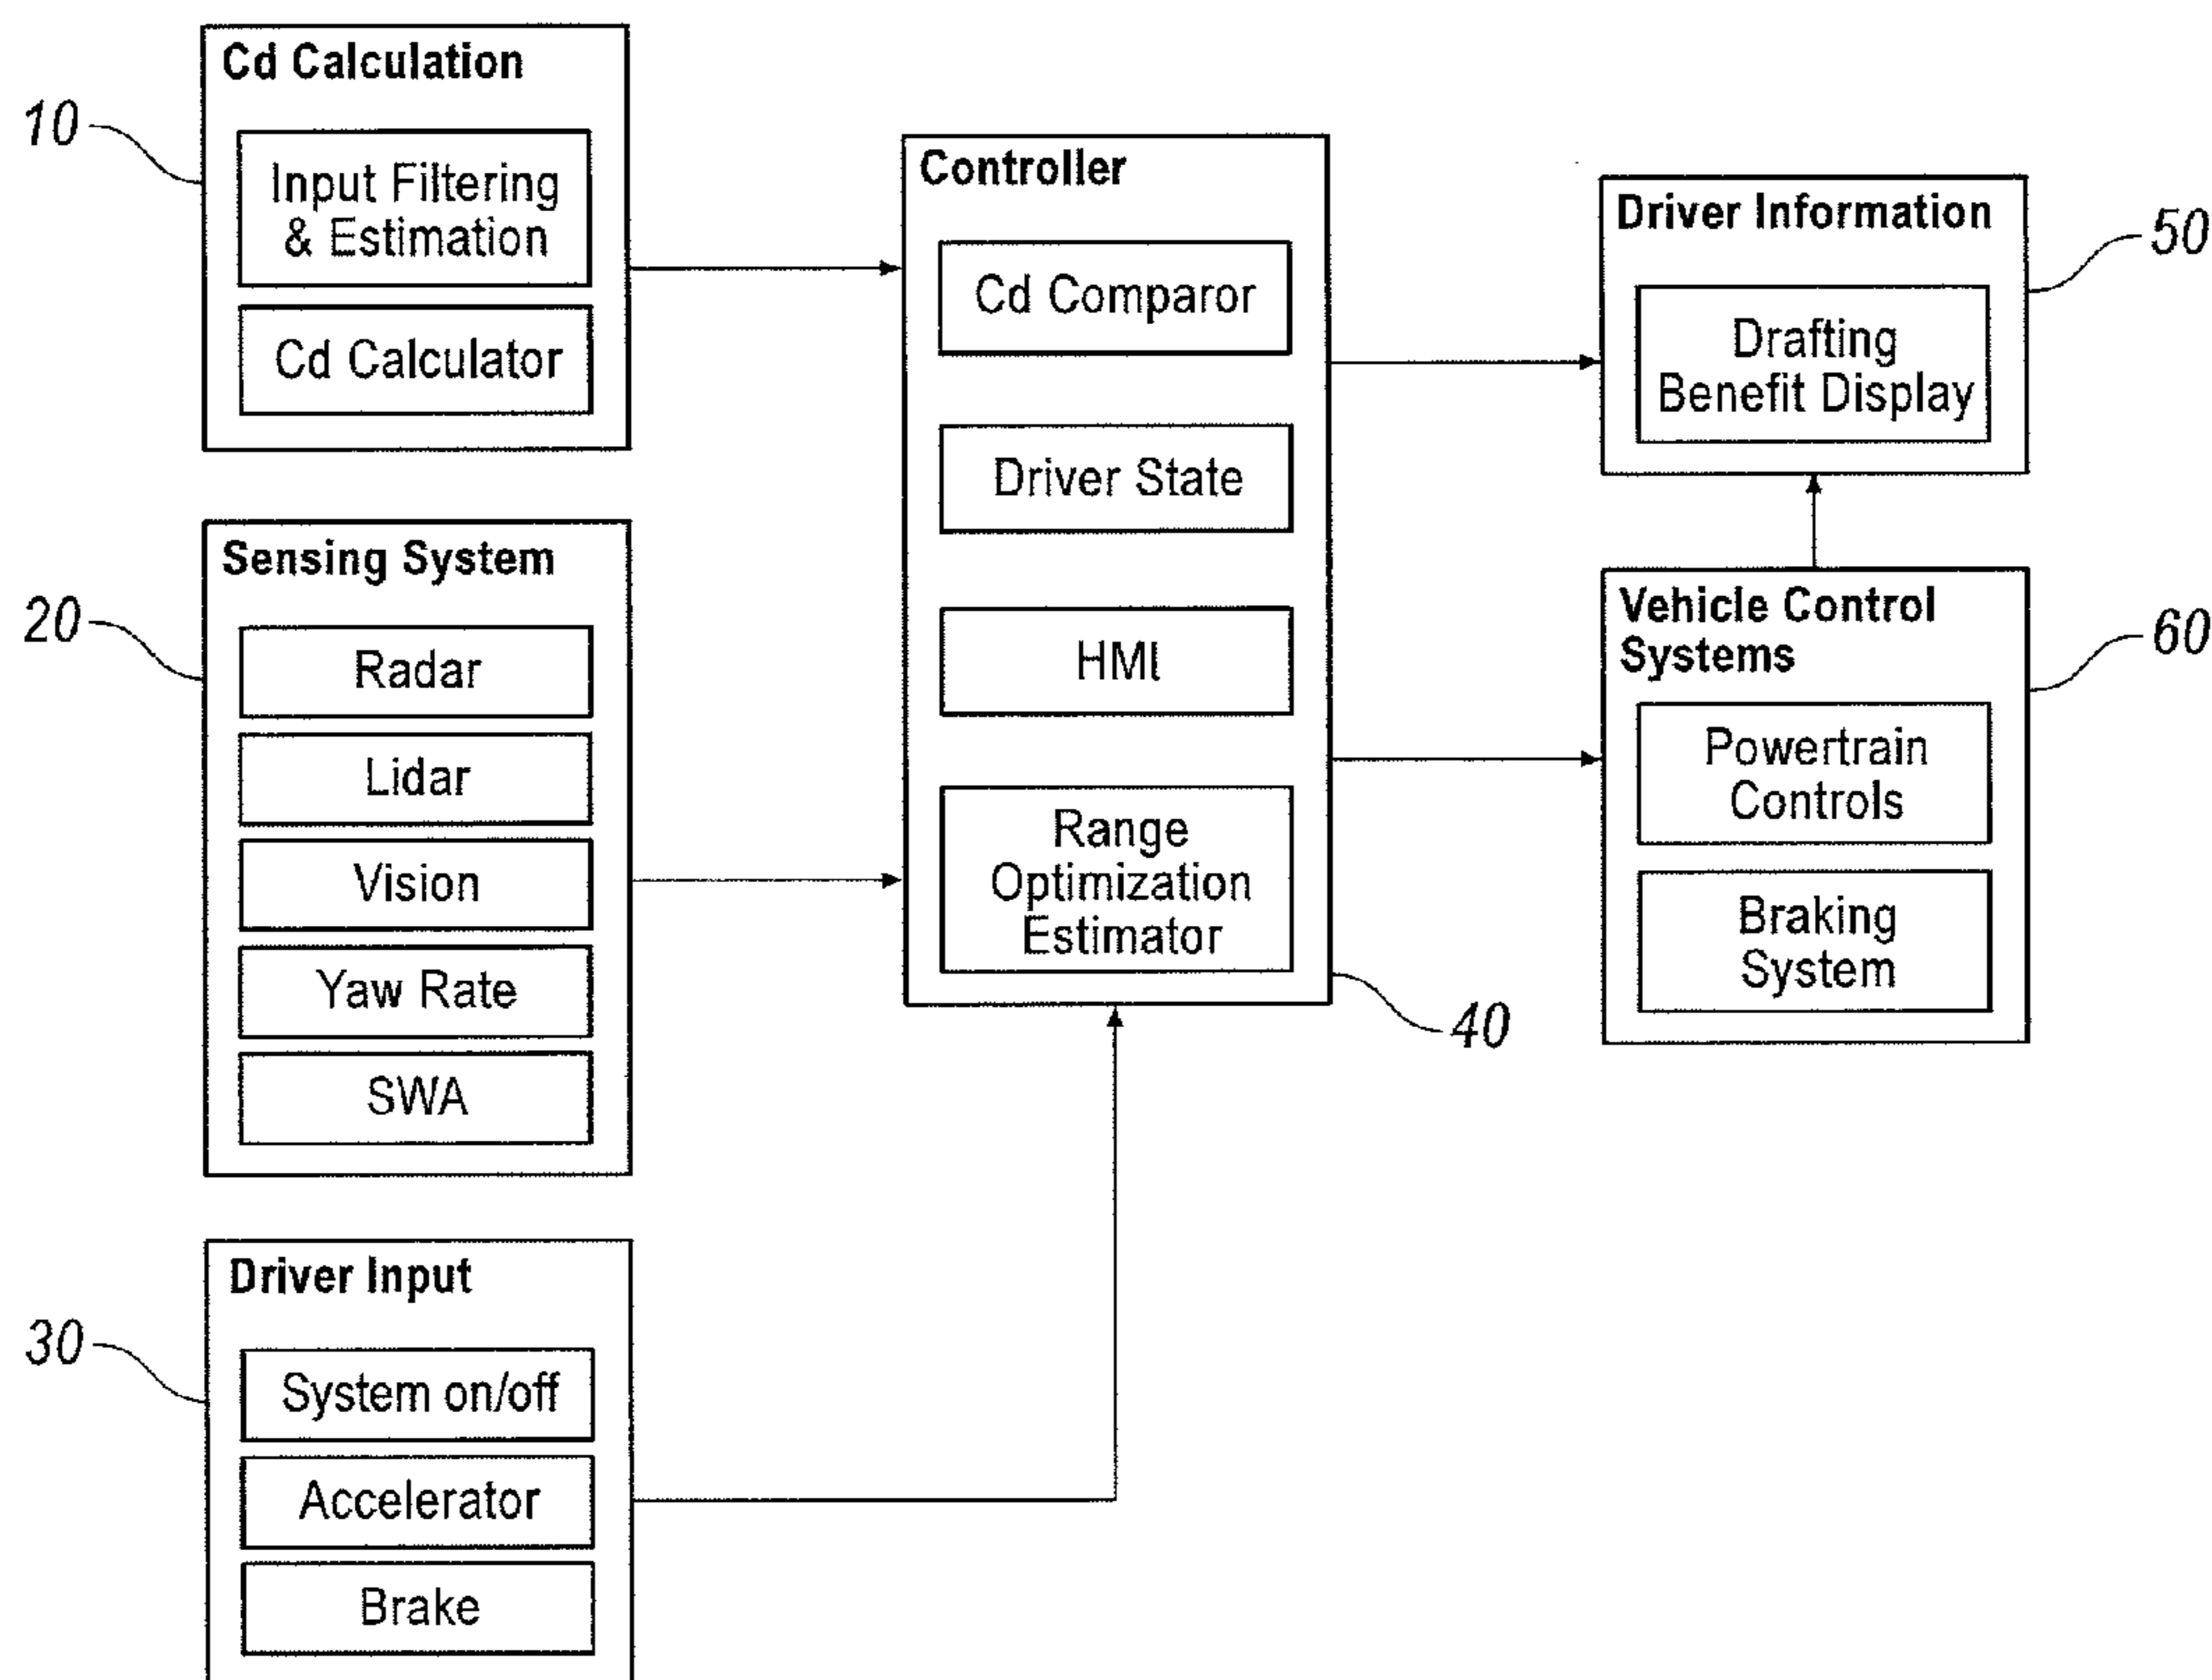 Cd Calculation
10
Input Filtering
& Estimation
Cd Calculator
Sensing System
20
Radar
Lidar
Vision
Yaw Rate
SWA
Driver Input
30
System on/off
Accelerator
Brake
Controller
Cd Comparor
Driver State
HMI
Range
Optimization
Estimator
40
Driver Information
50
Drafting
Benefit Display
Vehicle Control
Systems
60
Powertrain
Controls
Braking
System